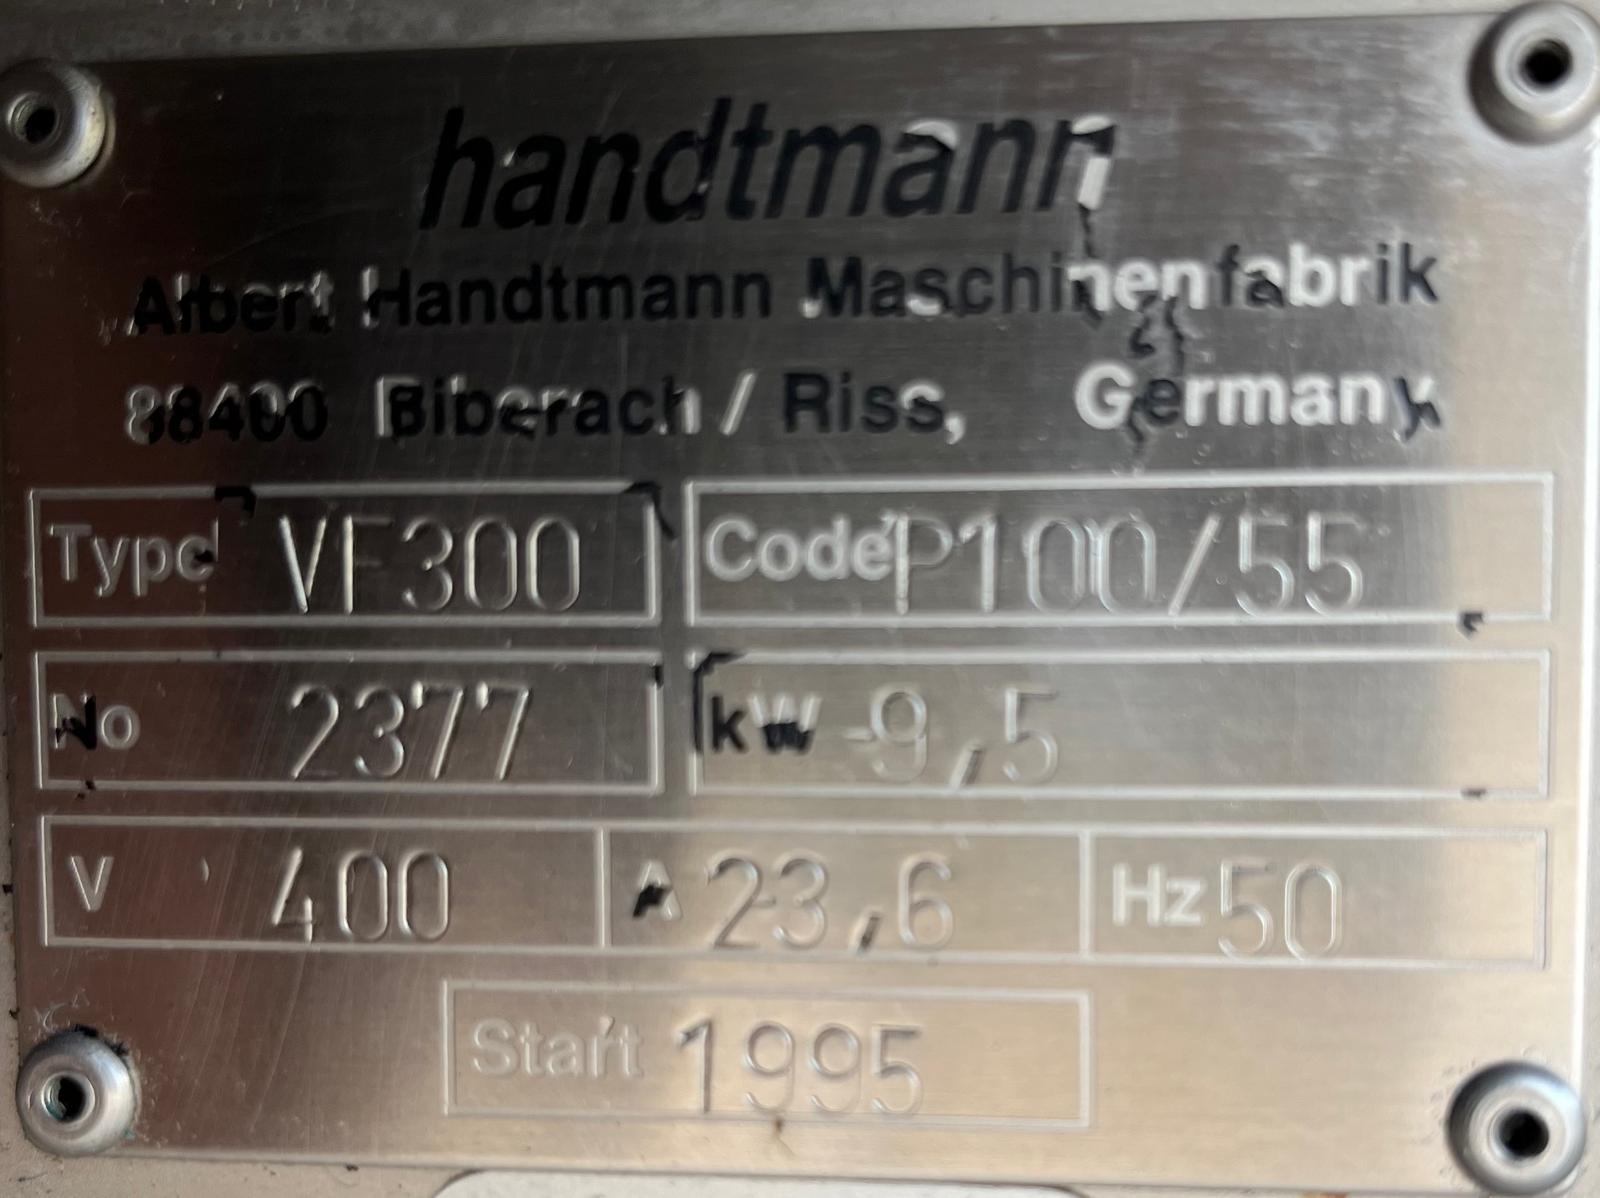 handtmann
Albert Handtmann Maschinenfabrik
88400 Biberach / Riss, Germany
Type VF300 Code P100/55
No 2377 kW 9,5
V 400 A 23,6 Hz 50
Start 1995